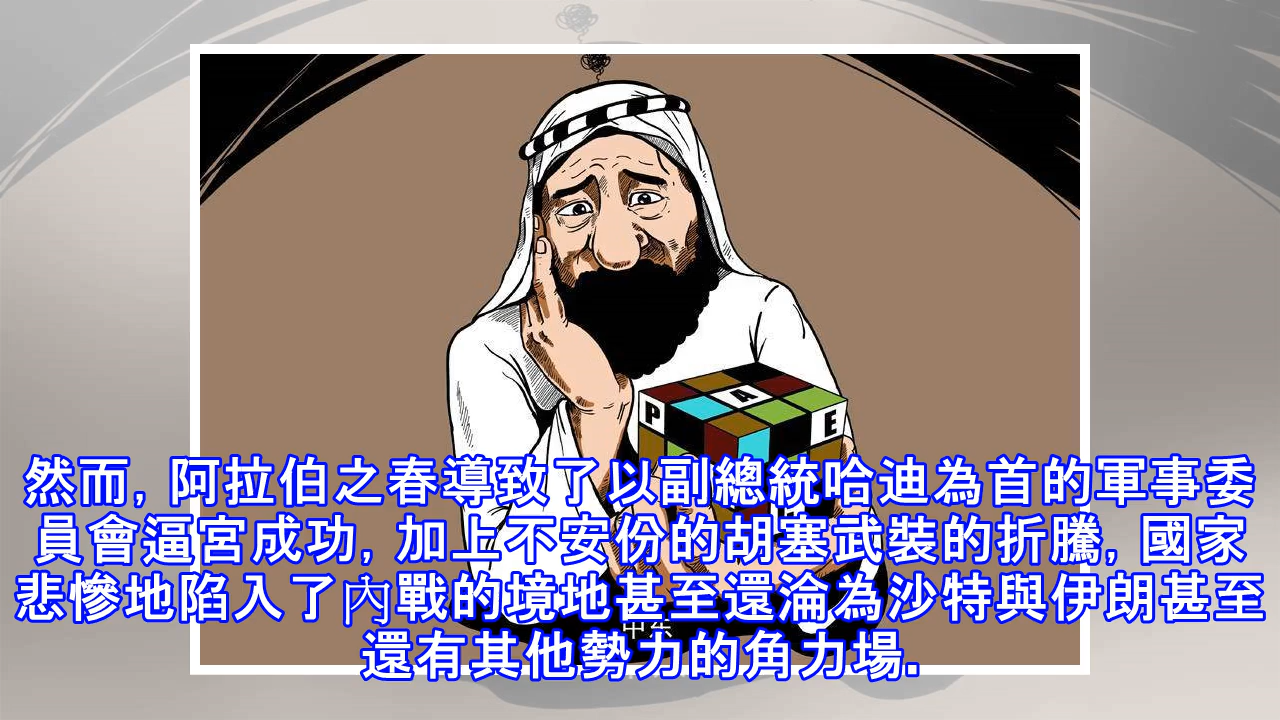 P A E
然而, 阿拉伯之春導致了以副總統哈迪為首的軍事委
員會逼宮成功, 加上不安份的胡塞武裝的折騰, 國家
悲慘地陷入了內戰的境地甚至還淪為沙特與伊朗甚至
還有其他勢力的角力場.